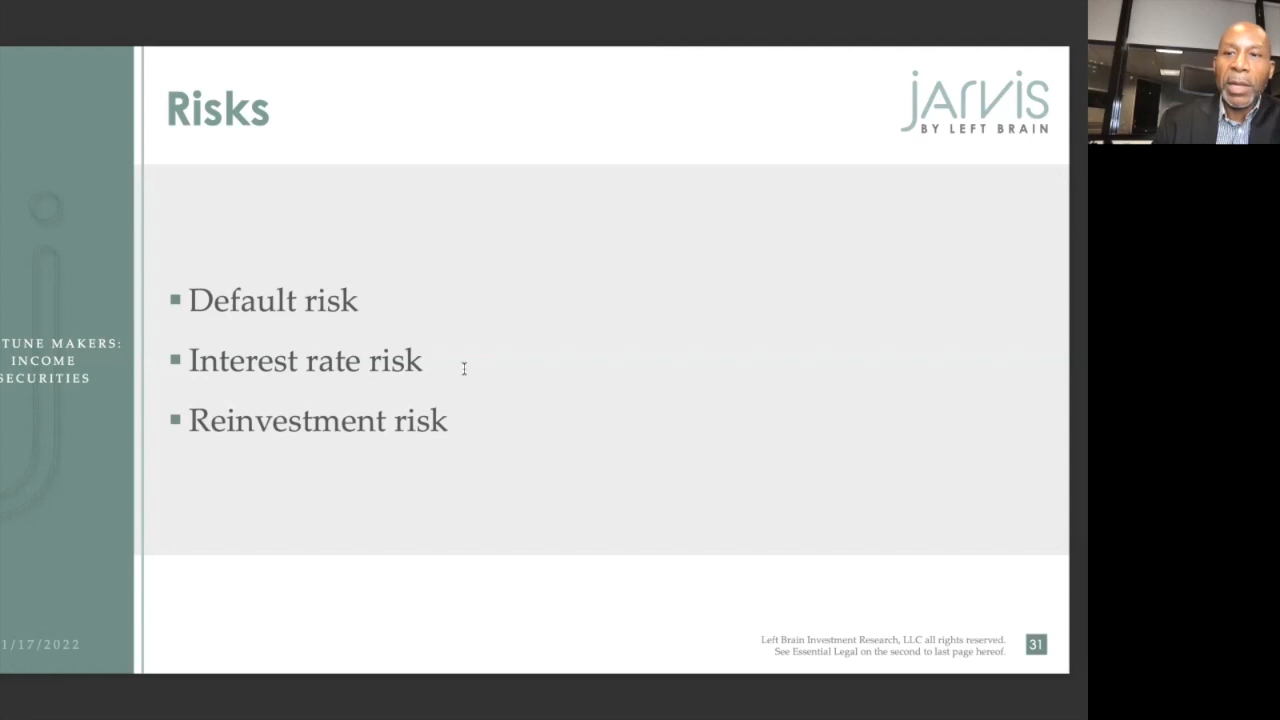 Risks
jarvis
BY LEFT BRAIN
▪ Default risk
▪ Interest rate risk
▪ Reinvestment risk
TUNE MAKERS:
INCOME
SECURITIES
1/17/2022
Left Brain Investment Research, LLC all rights reserved.
See Essential Legal on the second to last page hereof.
31